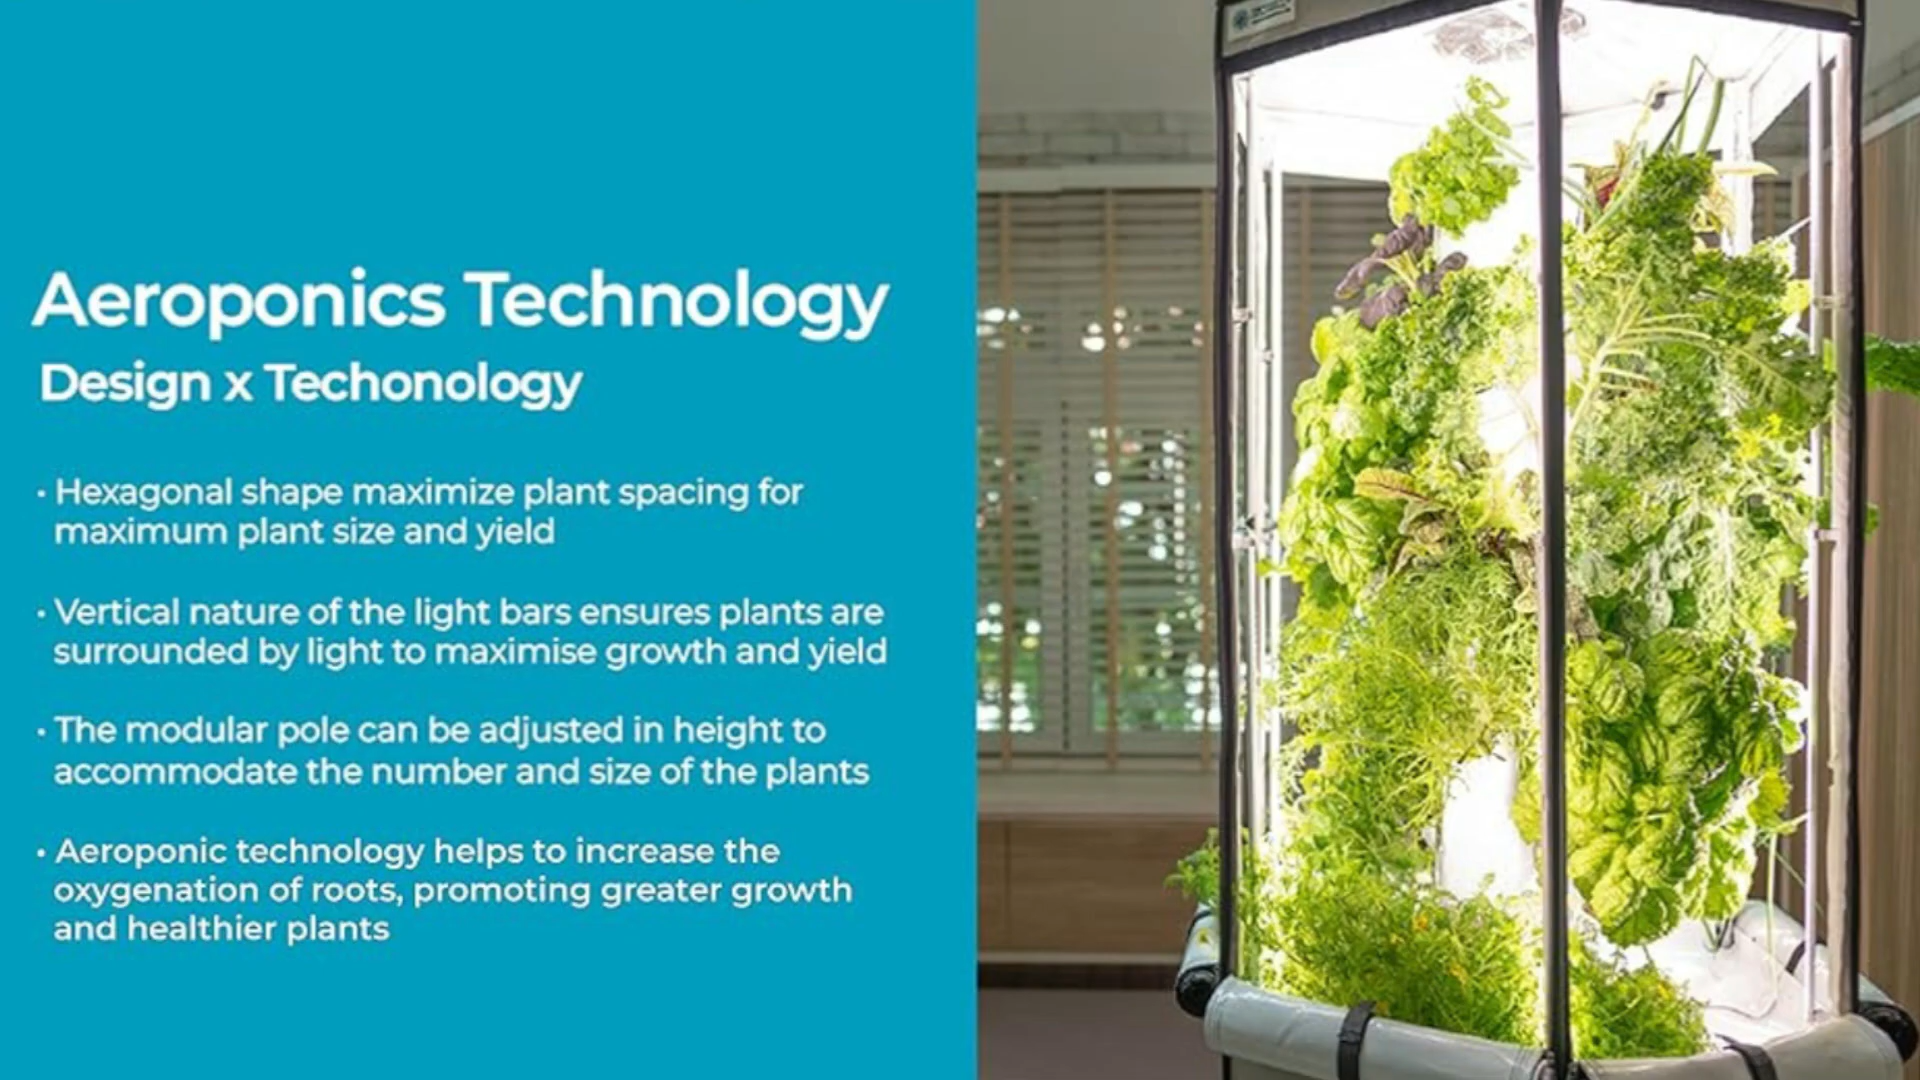 Aeroponics Technology
Design x Techonology
• Hexagonal shape maximize plant spacing for
maximum plant size and yield
• Vertical nature of the light bars ensures plants are
surrounded by light to maximise growth and yield
• The modular pole can be adjusted in height to
accommodate the number and size of the plants
• Aeroponic technology helps to increase the
oxygenation of roots, promoting greater growth
and healthier plants